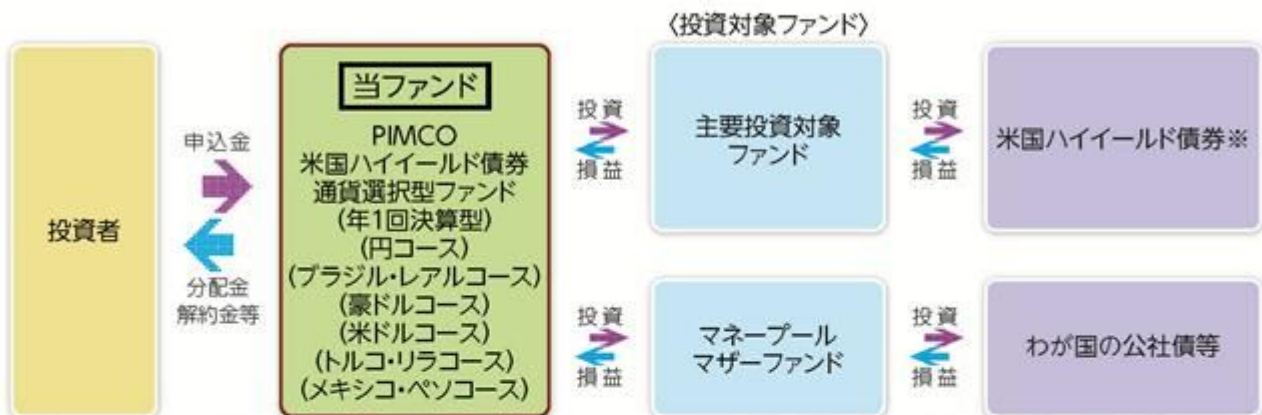 〈投資対象ファンド〉
投資者
申込金
分配金
解約金等
当ファンド
PIMCO
米国ハイイールド債券
通貨選択型ファンド
(年1回決算型)
(円コース)
(ブラジル・レアルコース)
(豪ドルコース)
(米ドルコース)
(トルコ・リラコース)
(メキシコ・ペソコース)
投資
損益
主要投資対象
ファンド
投資
損益
米国ハイイールド債券※
投資
損益
マネープール
マザーファンド
投資
損益
わが国の公社債等